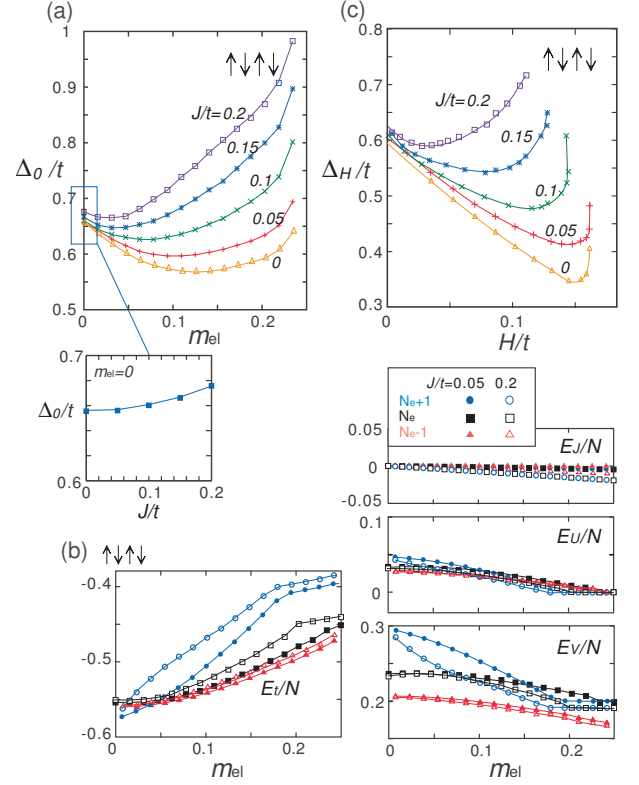 (a)
1
0.9
0.8
0.7
0.6
0.5
Δ0/t
J/t=0.2
0.15
0.1
0.05
0
0
0.1
0.2
mel
(c)
0.8
0.7
0.6
0.5
0.4
0.3
ΔH/t
J/t=0.2
0.15
0.1
0.05
0
0
0.1
H/t
0.7
0.6
Δ0/t
mel=0
0
0.1
0.2
J/t
J/t=0.05 0.2
Ne+1
Ne
Ne-1
EJ/N
0
-0.05
0.1
0
EU/N
0.3
0.2
EV/N
0
0.1
0.2
mel
(b)
-0.4
-0.5
-0.6
Et/N
0
0.1
0.2
mel